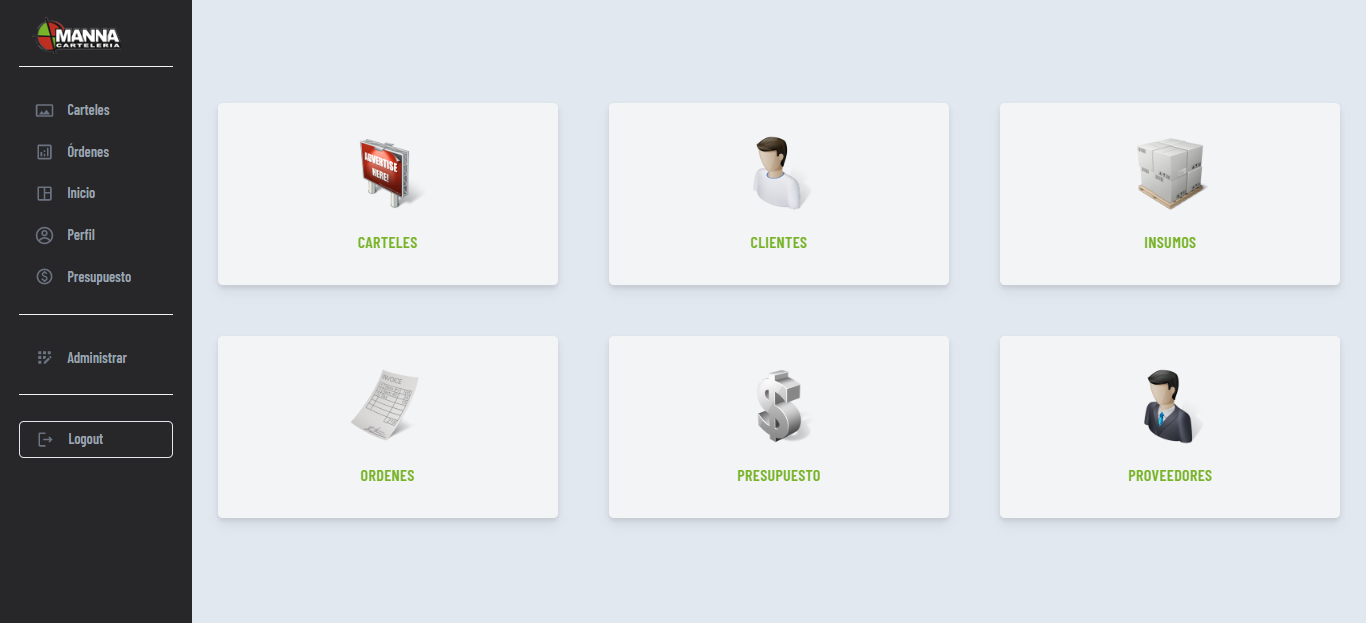 MANNA
CARTELERIA
Carteles
Órdenes
Inicio
Perfil
Presupuesto
Administrar
Logout
ADVERTISE
HERE!
CARTELES
CLIENTES
INSUMOS
INVOICE
ORDENES
PRESUPUESTO
PROVEEDORES